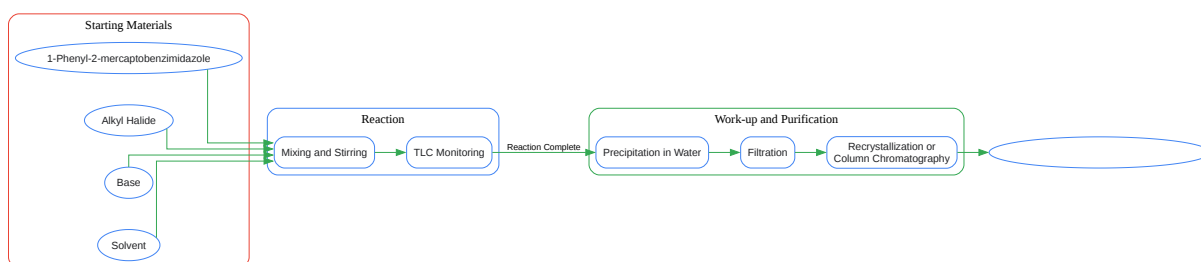 Starting Materials
1-Phenyl-2-mercaptobenzimidazole
Alkyl Halide
Base
Solvent
Reaction
Mixing and Stirring
TLC Monitoring
Reaction Complete
Work-up and Purification
Precipitation in Water
Filtration
Recrystallization or
Column Chromatography